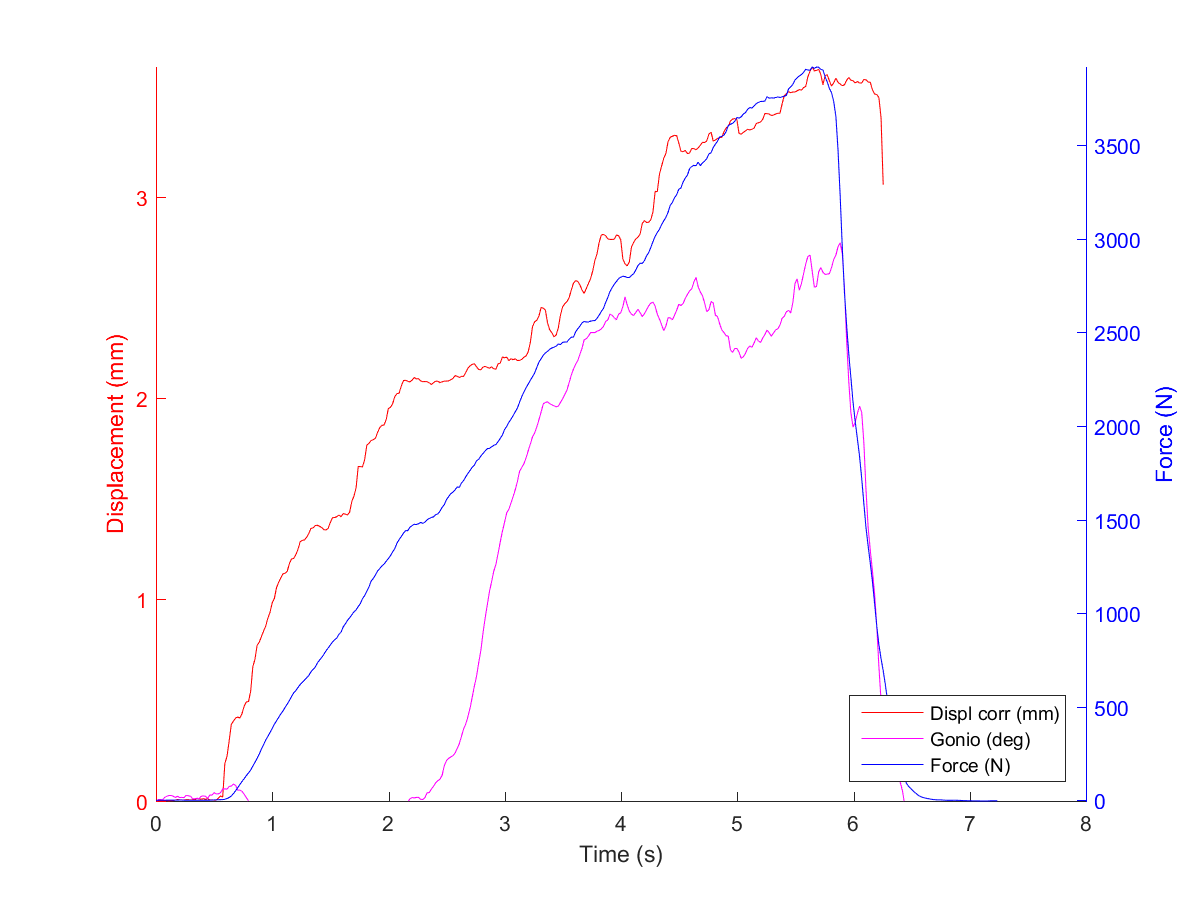 Displacement (mm)
3
2
1
0
0 1 2 3 4 5 6 7 8
Time (s)
3500
3000
2500
2000
1500
1000
500
0
Force (N)
Displ corr (mm)
Gonio (deg)
Force (N)